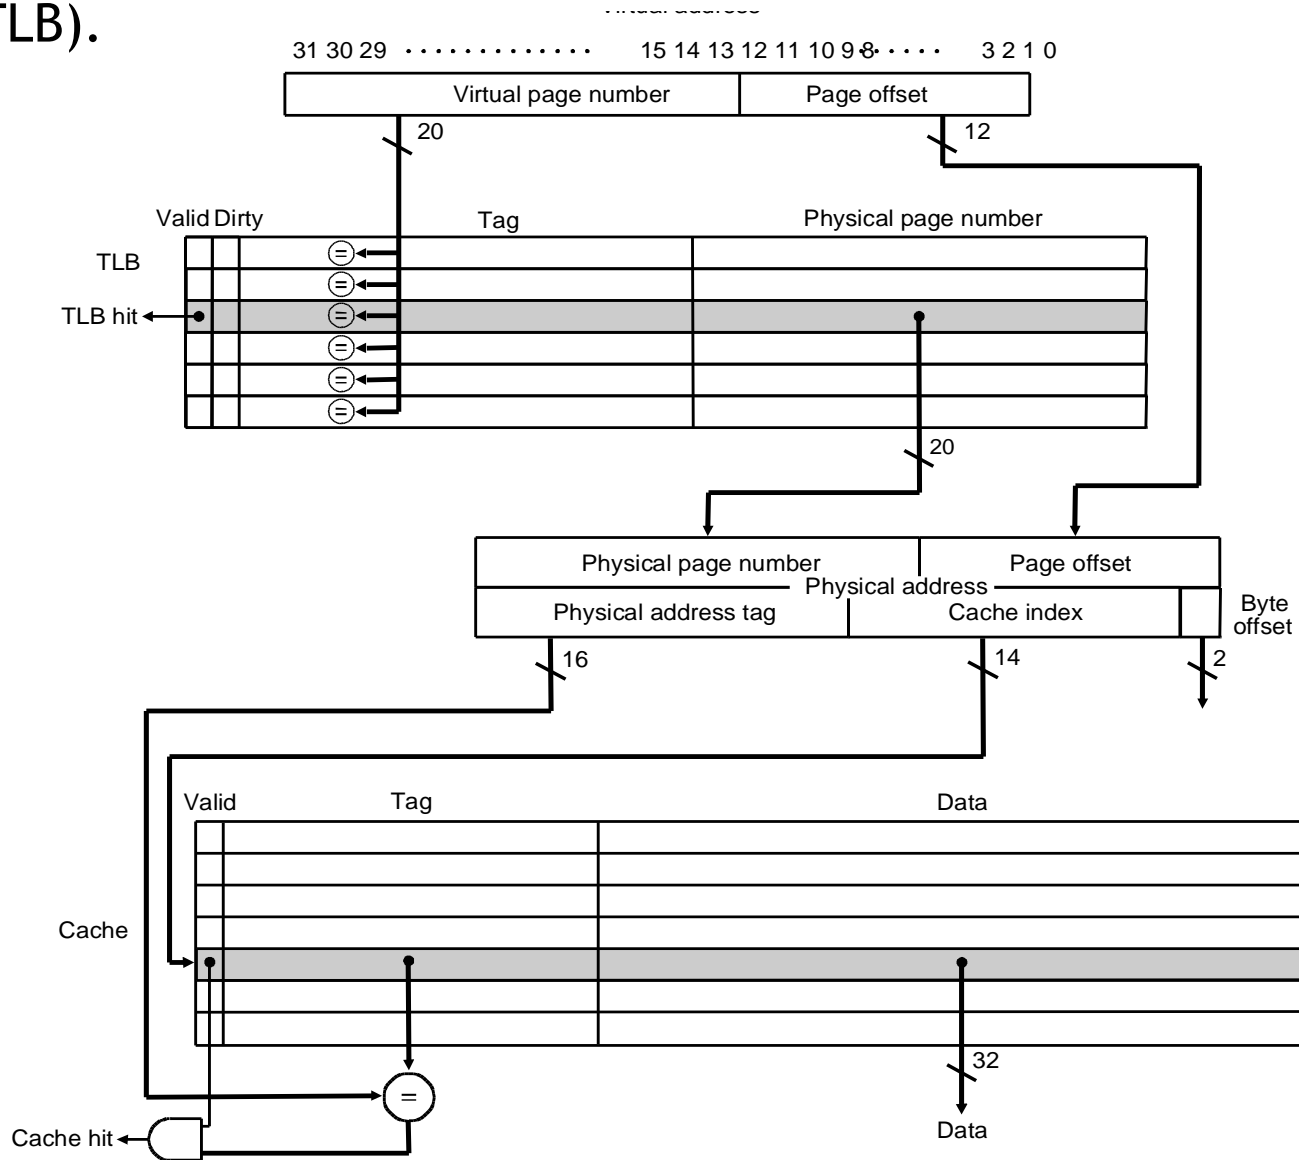 TLB).
Virtual address
31 30 29 ............. 15 14 13 12 11 10 9 8 ...... 3 2 1 0
Virtual page number Page offset
20 12
Valid Dirty Tag Physical page number
TLB = 
=
TLB hit =
=
=
=
20
Physical page number Page offset
Physical address
Physical address tag Cache index Byte
offset
16 14 2
Valid Tag Data
Cache
32
=
Cache hit Data